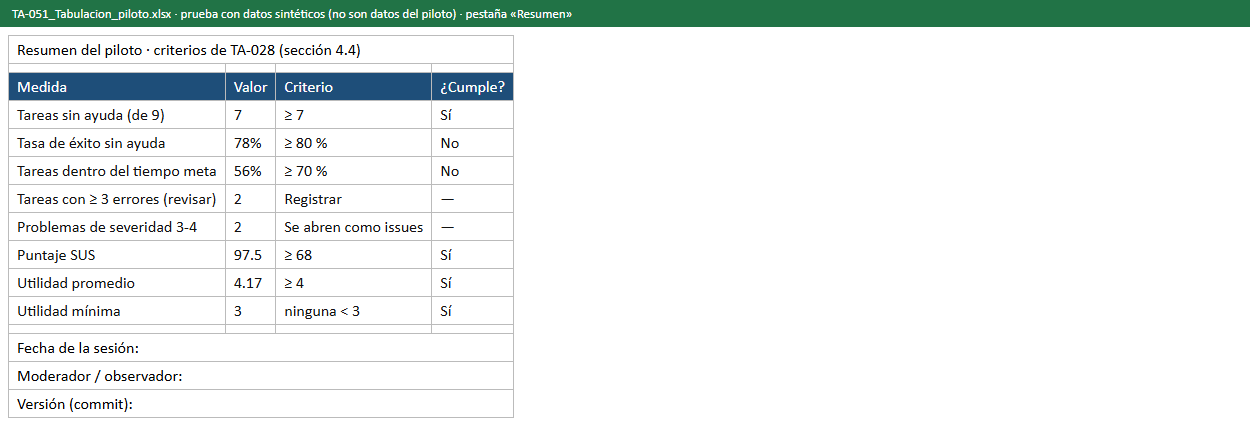 TA-051_Tabulacion_piloto.xlsx · prueba con datos sintéticos (no son datos del piloto) · pestaña «Resumen»
Resumen del piloto · criterios de TA-028 (sección 4.4)
Medida Valor Criterio ¿Cumple?
Tareas sin ayuda (de 9) 7 ≥ 7 Sí
Tasa de éxito sin ayuda 78% ≥ 80 % No
Tareas dentro del tiempo meta 56% ≥ 70 % No
Tareas con ≥ 3 errores (revisar) 2 Registrar —
Problemas de severidad 3-4 2 Se abren como issues —
Puntaje SUS 97.5 ≥ 68 Sí
Utilidad promedio 4.17 ≥ 4 Sí
Utilidad mínima 3 ninguna < 3 Sí
Fecha de la sesión:
Moderador / observador:
Versión (commit):